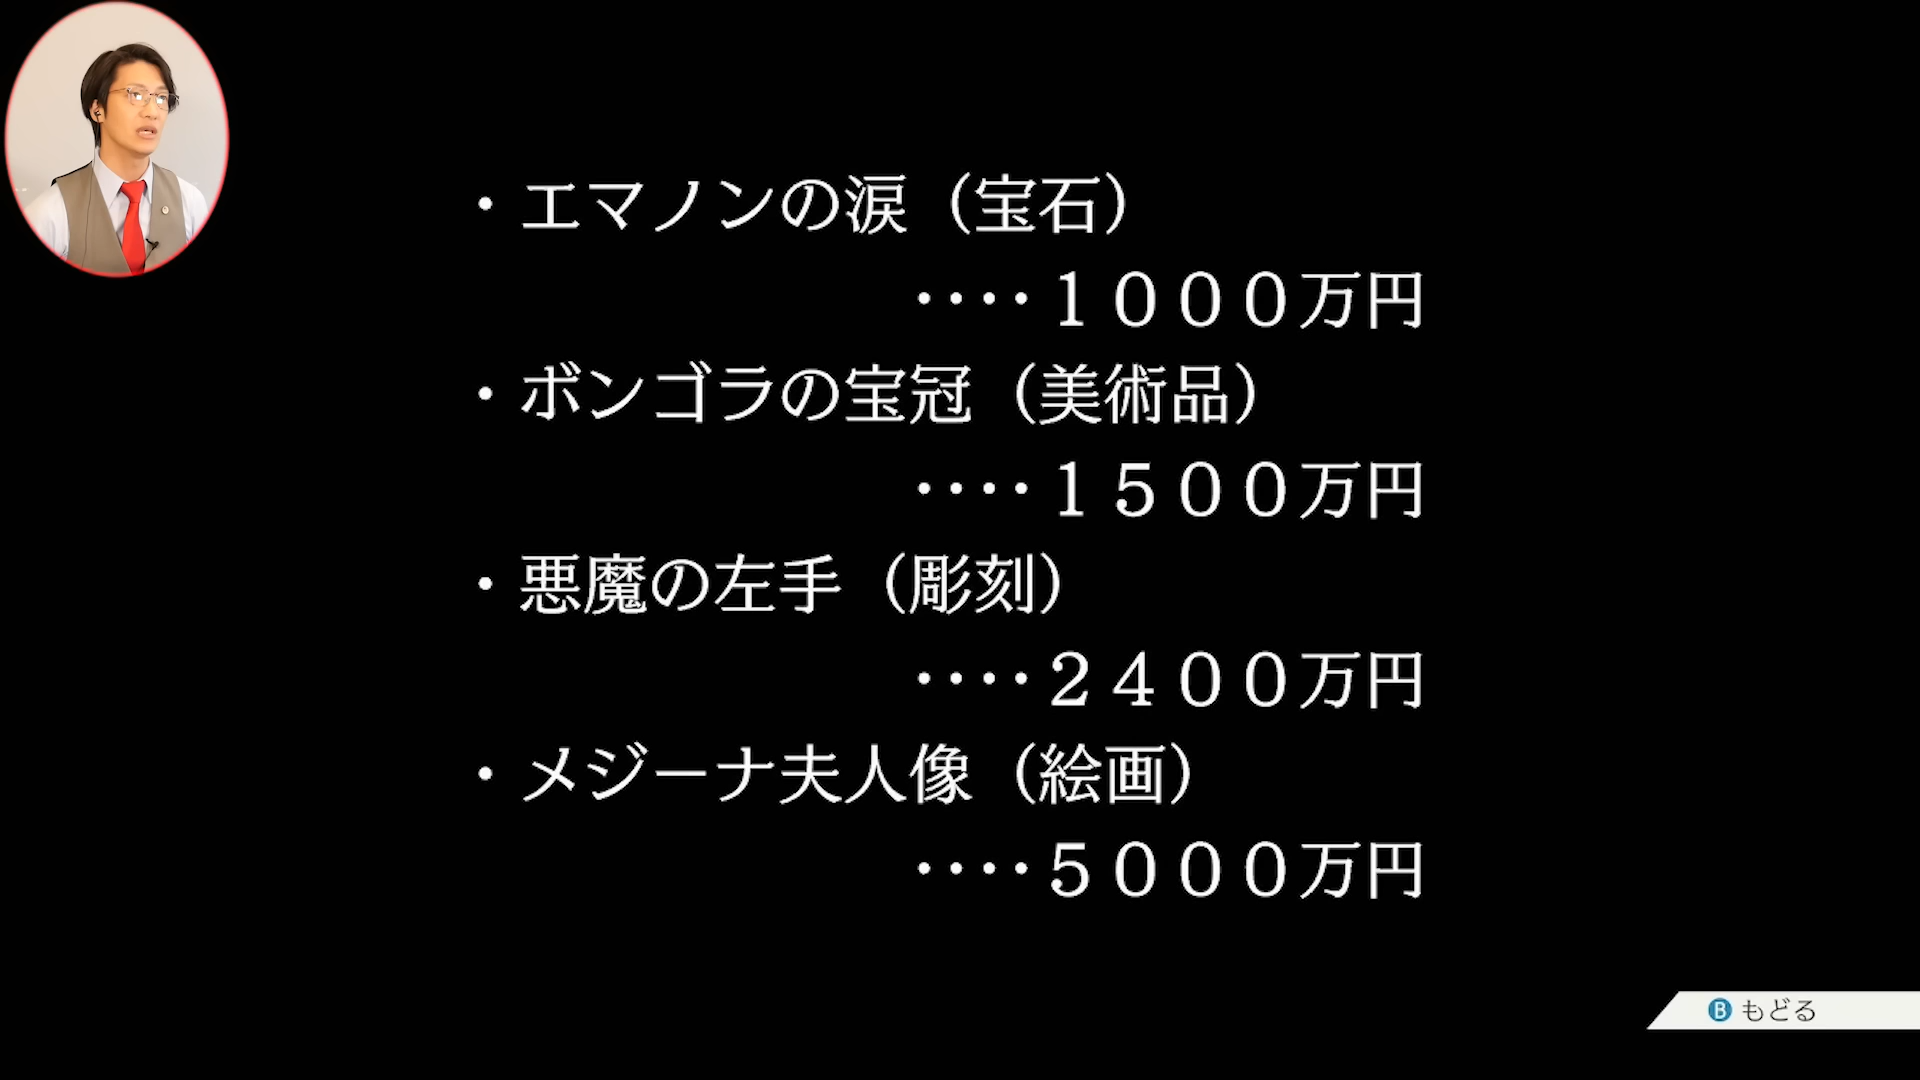 ・エマノンの涙（宝石）
‥‥１０００万円
・ボンゴラの宝冠（美術品）
‥‥１５００万円
・悪魔の左手（彫刻）
‥‥２４００万円
・メジーナ夫人像（絵画）
‥‥５０００万円
B もどる